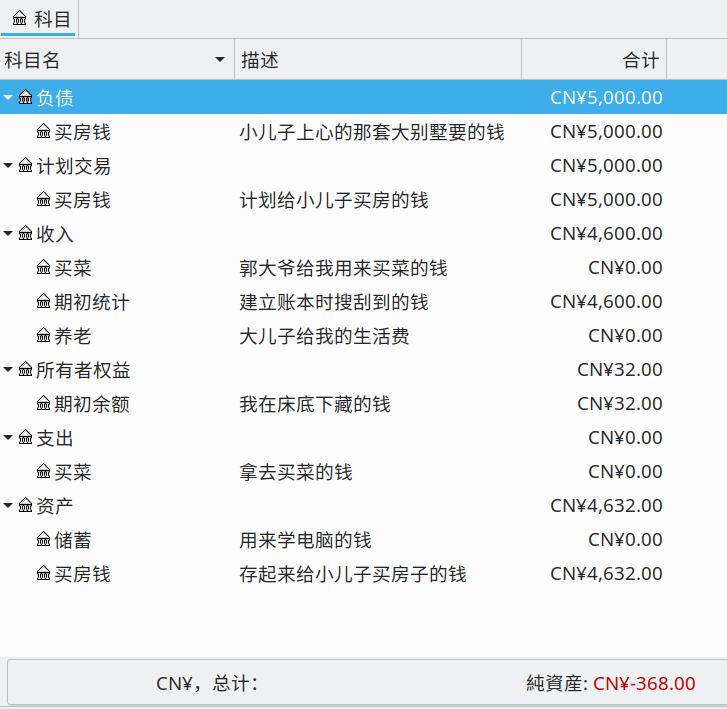 科目
科目名 描述 合计
负债 CN¥5,000.00
买房钱 小儿子上心的那套大别墅要的钱 CN¥5,000.00
计划交易 CN¥5,000.00
买房钱 计划给小儿子买房的钱 CN¥5,000.00
收入 CN¥4,600.00
买菜 郭大爷给我用来买菜的钱 CN¥0.00
期初统计 建立账本时搜刮到的钱 CN¥4,600.00
养老 大儿子给我的生活费 CN¥0.00
所有者权益 CN¥32.00
期初余额 我在床底下藏的钱 CN¥32.00
支出 CN¥0.00
买菜 拿去买菜的钱 CN¥0.00
资产 CN¥4,632.00
储蓄 用来学电脑的钱 CN¥0.00
买房钱 存起来给小儿子买房子的钱 CN¥4,632.00
CN¥，总计： 純資産: CN¥-368.00